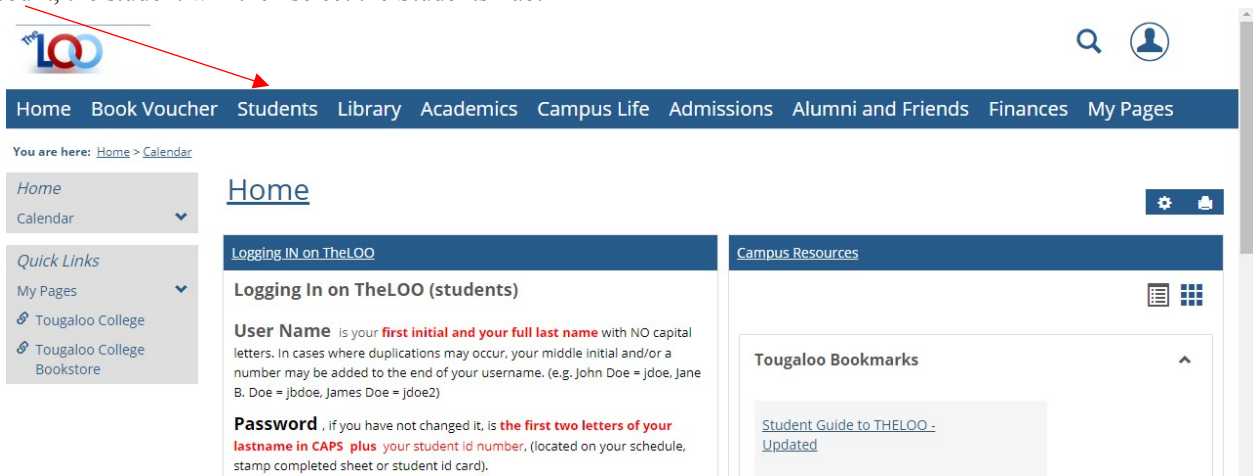 the LOO
Home Book Voucher Students Library Academics Campus Life Admissions Alumni and Friends Finances My Pages
You are here: Home > Calendar
Home
Calendar
Quick Links
My Pages
Tougaloo College
Tougaloo College
Bookstore
Home
Logging IN on TheLOO
Logging In on TheLOO (students)
User Name is your first initial and your full last name with NO capital
letters. In cases where duplications may occur, your middle initial and/or a
number may be added to the end of your username. (e.g. John Doe = jdoe, Jane
B. Doe = jbdoe, James Doe = jdoe2)
Password , if you have not changed it, is the first two letters of your
lastname in CAPS plus your student id number, (located on your schedule,
stamp completed sheet or student id card).
Campus Resources
Tougaloo Bookmarks
Student Guide to THELOO -
Updated